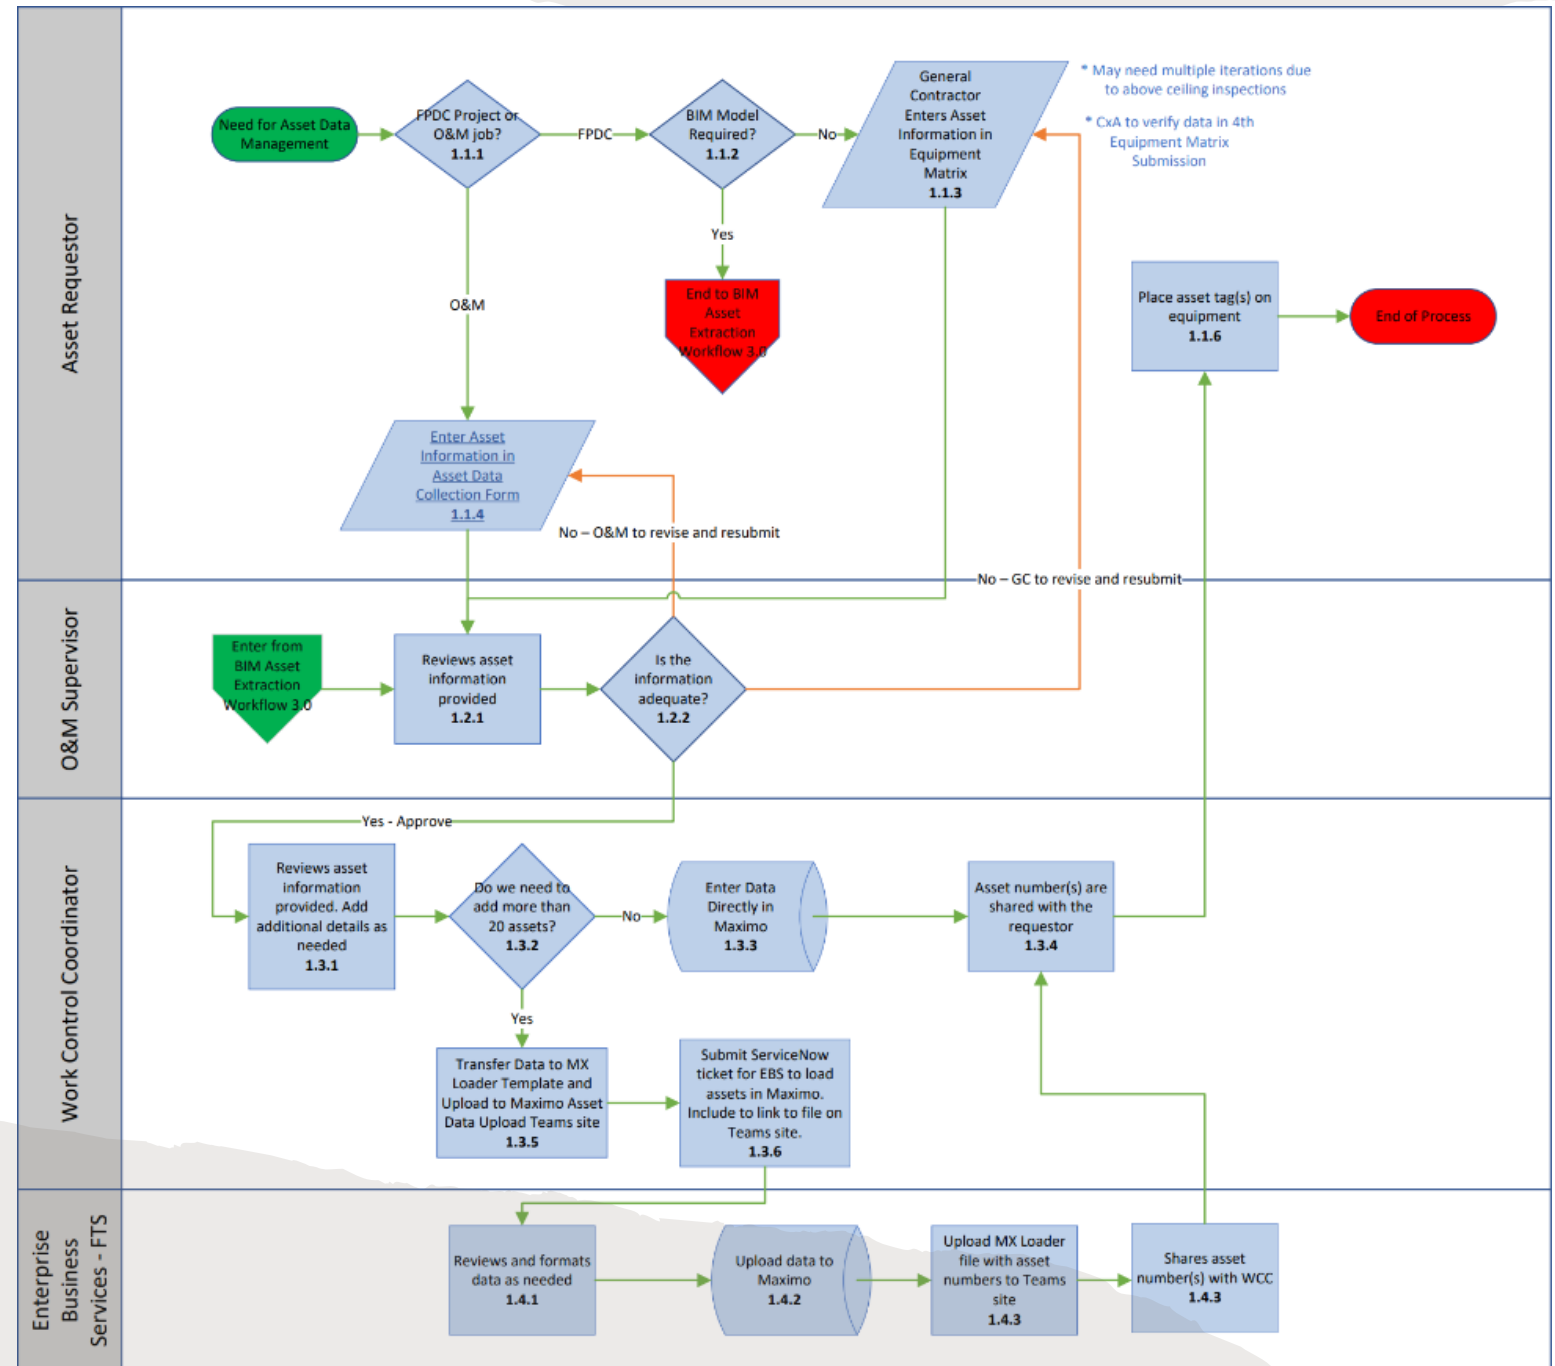 Asset Requestor
Need for Asset Data
Management
FPDC Project or
O&M job?
1.1.1
FPDC
BIM Model
Required?
1.1.2
No
General
Contractor
Enters Asset
Information in
Equipment
Matrix
1.1.3
* May need multiple iterations due
to above ceiling inspections
* CxA to verify data in 4th
Equipment Matrix
Submission
Yes
End to BIM
Asset
Extraction
Workflow 3.0
O&M
Place asset tag(s) on
equipment
1.1.6
End of Process
Enter Asset
Information in
Asset Data
Collection Form
1.1.4
No – O&M to revise and resubmit
No – GC to revise and resubmit
O&M Supervisor
Enter from
BIM Asset
Extraction
Workflow 3.0
Reviews asset
information
provided
1.2.1
Is the
information
adequate?
1.2.2
Work Control Coordinator
Yes - Approve
Reviews asset
information
provided. Add
additional details as
needed
1.3.1
Do we need to
add more than
20 assets?
1.3.2
No
Enter Data
Directly in
Maximo
1.3.3
Asset number(s) are
shared with the
requestor
1.3.4
Yes
Transfer Data to MX
Loader Template and
Upload to Maximo Asset
Data Upload Teams site
1.3.5
Submit ServiceNow
ticket for EBS to load
assets in Maximo.
Include to link to file on
Teams site.
1.3.6
Enterprise
Business
Services - FTS
Reviews and formats
data as needed
1.4.1
Upload data to
Maximo
1.4.2
Upload MX Loader
file with asset
numbers to Teams
site
1.4.3
Shares asset
number(s) with WCC
1.4.3